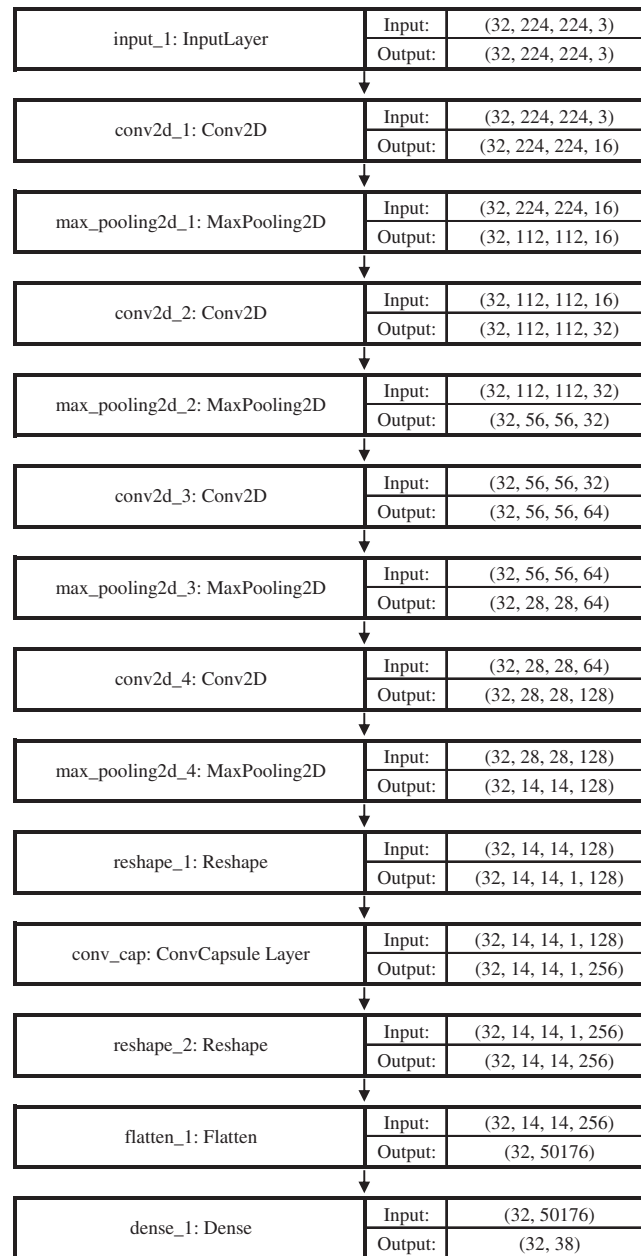 input_1: InputLayer
Input: (32, 224, 224, 3)
Output: (32, 224, 224, 3)
conv2d_1: Conv2D
Input: (32, 224, 224, 3)
Output: (32, 224, 224, 16)
max_pooling2d_1: MaxPooling2D
Input: (32, 224, 224, 16)
Output: (32, 112, 112, 16)
conv2d_2: Conv2D
Input: (32, 112, 112, 16)
Output: (32, 112, 112, 32)
max_pooling2d_2: MaxPooling2D
Input: (32, 112, 112, 32)
Output: (32, 56, 56, 32)
conv2d_3: Conv2D
Input: (32, 56, 56, 32)
Output: (32, 56, 56, 64)
max_pooling2d_3: MaxPooling2D
Input: (32, 56, 56, 64)
Output: (32, 28, 28, 64)
conv2d_4: Conv2D
Input: (32, 28, 28, 64)
Output: (32, 28, 28, 128)
max_pooling2d_4: MaxPooling2D
Input: (32, 28, 28, 128)
Output: (32, 14, 14, 128)
reshape_1: Reshape
Input: (32, 14, 14, 128)
Output: (32, 14, 14, 1, 128)
conv_cap: ConvCapsule Layer
Input: (32, 14, 14, 1, 128)
Output: (32, 14, 14, 1, 256)
reshape_2: Reshape
Input: (32, 14, 14, 1, 256)
Output: (32, 14, 14, 256)
flatten_1: Flatten
Input: (32, 14, 14, 256)
Output: (32, 50176)
dense_1: Dense
Input: (32, 50176)
Output: (32, 38)